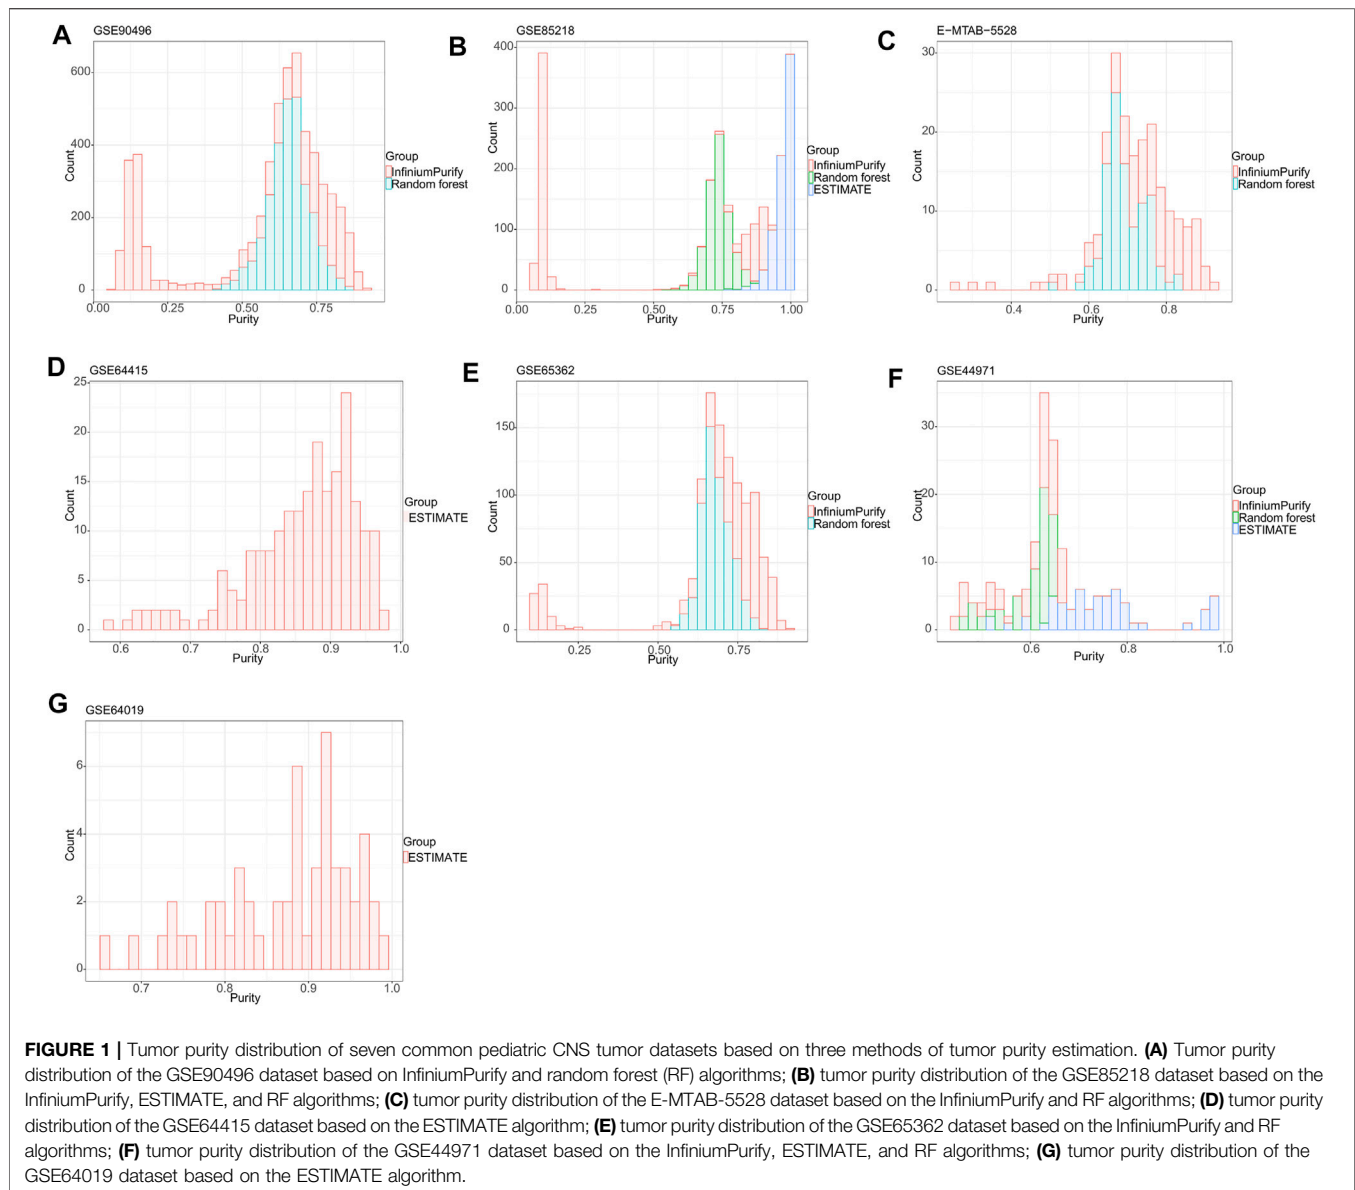 A
GSE90496
600
400
200
0
Count
0.00
0.25
0.50
0.75
Purity
Group
InfiniumPurify
Random forest
B
GSE85218
400
300
200
100
0
Count
0.00
0.25
0.50
0.75
1.00
Purity
Group
InfiniumPurify
Random forest
ESTIMATE
C
E-MTAB-5528
30
20
10
0
Count
0.4
0.6
0.8
Purity
Group
InfiniumPurify
Random forest
D
GSE64415
25
20
15
10
5
0
Count
0.6
0.7
0.8
0.9
1.0
Purity
Group
ESTIMATE
E
GSE65362
150
100
50
0
Count
0.25
0.50
0.75
Purity
Group
InfiniumPurify
Random forest
F
GSE44971
30
20
10
0
Count
0.6
0.8
1.0
Purity
Group
InfiniumPurify
Random forest
ESTIMATE
G
GSE64019
6
4
2
0
Count
0.7
0.8
0.9
1.0
Purity
Group
ESTIMATE
FIGURE 1 | Tumor purity distribution of seven common pediatric CNS tumor datasets based on three methods of tumor purity estimation. (A) Tumor purity
distribution of the GSE90496 dataset based on InfiniumPurify and random forest (RF) algorithms; (B) tumor purity distribution of the GSE85218 dataset based on the
InfiniumPurify, ESTIMATE, and RF algorithms; (C) tumor purity distribution of the E-MTAB-5528 dataset based on the InfiniumPurify and RF algorithms; (D) tumor purity
distribution of the GSE64415 dataset based on the ESTIMATE algorithm; (E) tumor purity distribution of the GSE65362 dataset based on the InfiniumPurify and RF
algorithms; (F) tumor purity distribution of the GSE44971 dataset based on the InfiniumPurify, ESTIMATE, and RF algorithms; (G) tumor purity distribution of the
GSE64019 dataset based on the ESTIMATE algorithm.